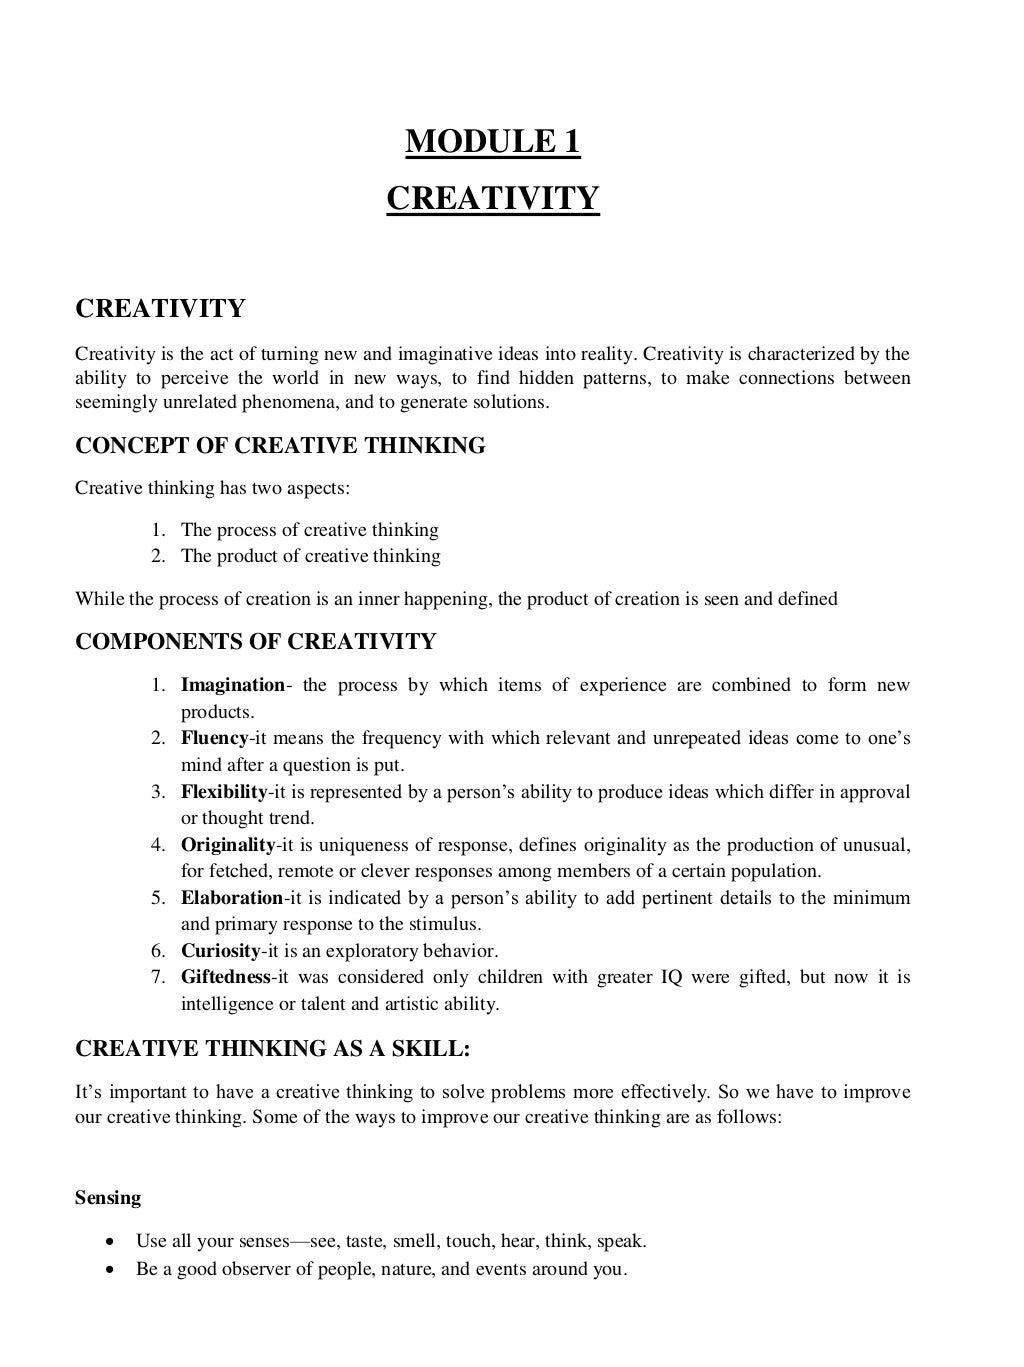 MODULE 1
CREATIVITY
CREATIVITY
Creativity is the act of turning new and imaginative ideas into reality. Creativity is characterized by the
ability to perceive the world in new ways, to find hidden patterns, to make connections between
seemingly unrelated phenomena, and to generate solutions.
CONCEPT OF CREATIVE THINKING
Creative thinking has two aspects:
1. The process of creative thinking
2. The product of creative thinking
While the process of creation is an inner happening, the product of creation is seen and defined
COMPONENTS OF CREATIVITY
1. Imagination- the process by which items of experience are combined to form new
products.
2. Fluency-it means the frequency with which relevant and unrepeated ideas come to one’s
mind after a question is put.
3. Flexibility-it is represented by a person’s ability to produce ideas which differ in approval
or thought trend.
4. Originality-it is uniqueness of response, defines originality as the production of unusual,
for fetched, remote or clever responses among members of a certain population.
5. Elaboration-it is indicated by a person’s ability to add pertinent details to the minimum
and primary response to the stimulus.
6. Curiosity-it is an exploratory behavior.
7. Giftedness-it was considered only children with greater IQ were gifted, but now it is
intelligence or talent and artistic ability.
CREATIVE THINKING AS A SKILL:
It’s important to have a creative thinking to solve problems more effectively. So we have to improve
our creative thinking. Some of the ways to improve our creative thinking are as follows:
Sensing
• Use all your senses—see, taste, smell, touch, hear, think, speak.
• Be a good observer of people, nature, and events around you.